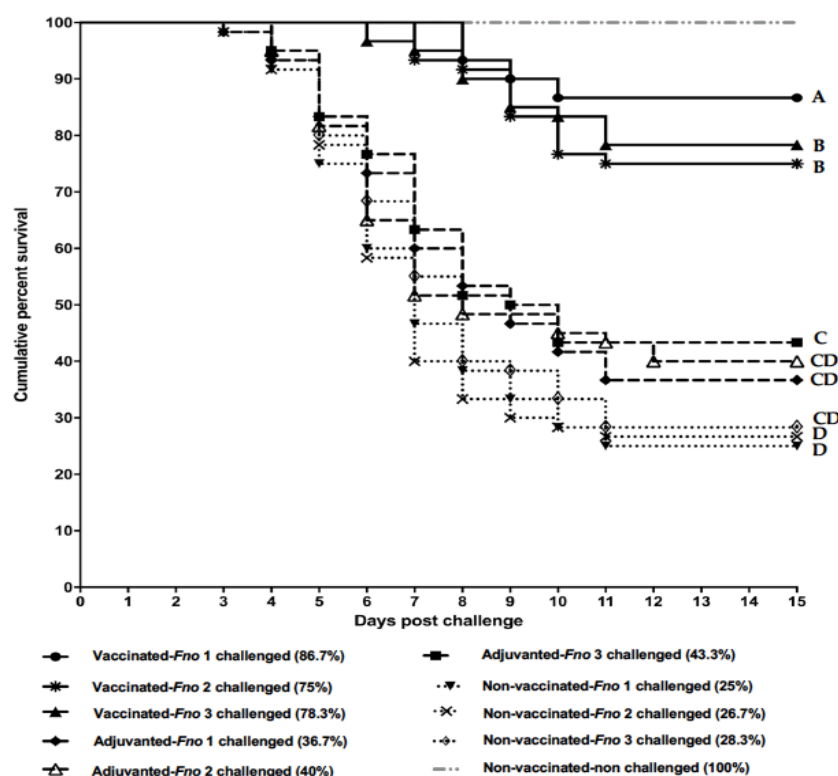 100
90
80
70
60
50
40
30
20
10
0
Cumulative percent survival
A
B
B
C
CD
CD
CD
D
D
0 1 2 3 4 5 6 7 8 9 10 11 12 13 14 15
Days post challenge
Vaccinated-Fno 1 challenged (86.7%)
Vaccinated-Fno 2 challenged (75%)
Vaccinated-Fno 3 challenged (78.3%)
Adjuvanted-Fno 1 challenged (36.7%)
Adjuvanted-Fno 2 challenged (40%)
Adjuvanted-Fno 3 challenged (43.3%)
Non-vaccinated-Fno 1 challenged (25%)
Non-vaccinated-Fno 2 challenged (26.7%)
Non-vaccinated-Fno 3 challenged (28.3%)
Non-vaccinated-non challenged (100%)